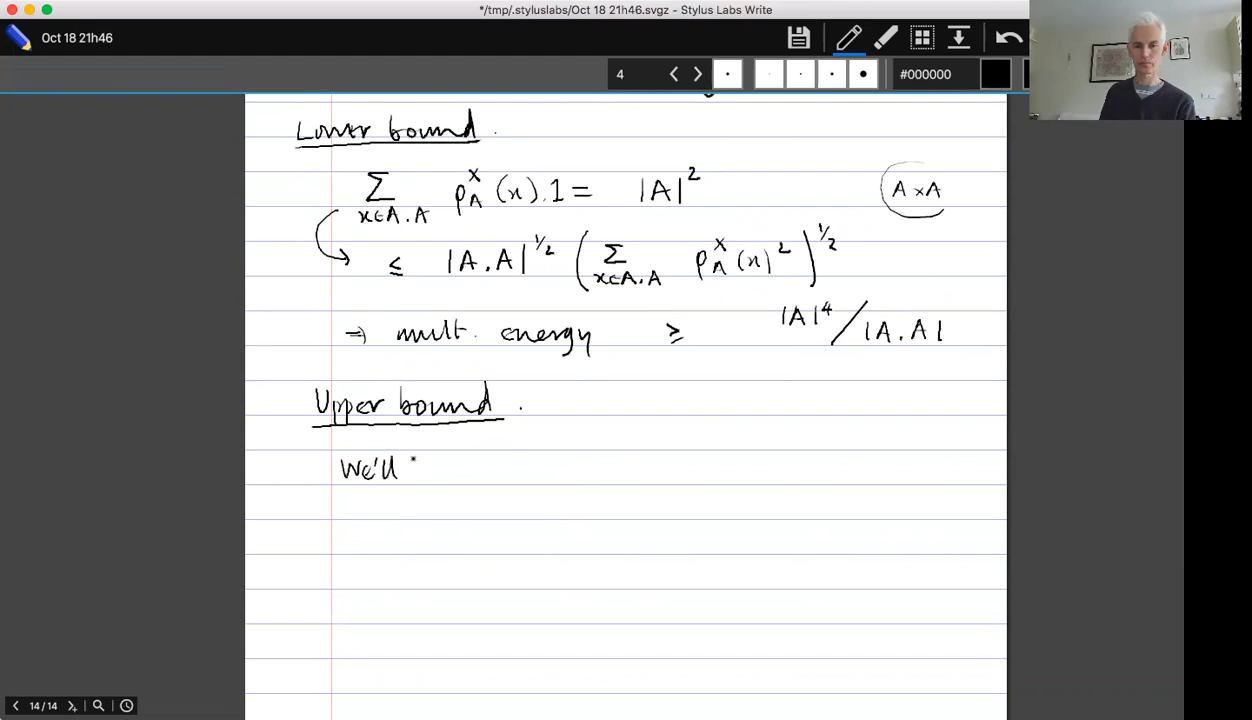 */tmp/.styluslabs/Oct 18 21h46.svgz - Stylus Labs Write
Oct 18 21h46
4
#000000
Lower bound.
∑_{x∈A.A} ρ_A^×(x).1 = |A|^2
A×A
≤ |A.A|^{1/2} (∑_{x∈A.A} ρ_A^×(x)^2)^{1/2}
⇒ mult. energy ≥ |A|^4/|A.A|
Upper bound.
We'll
14/14